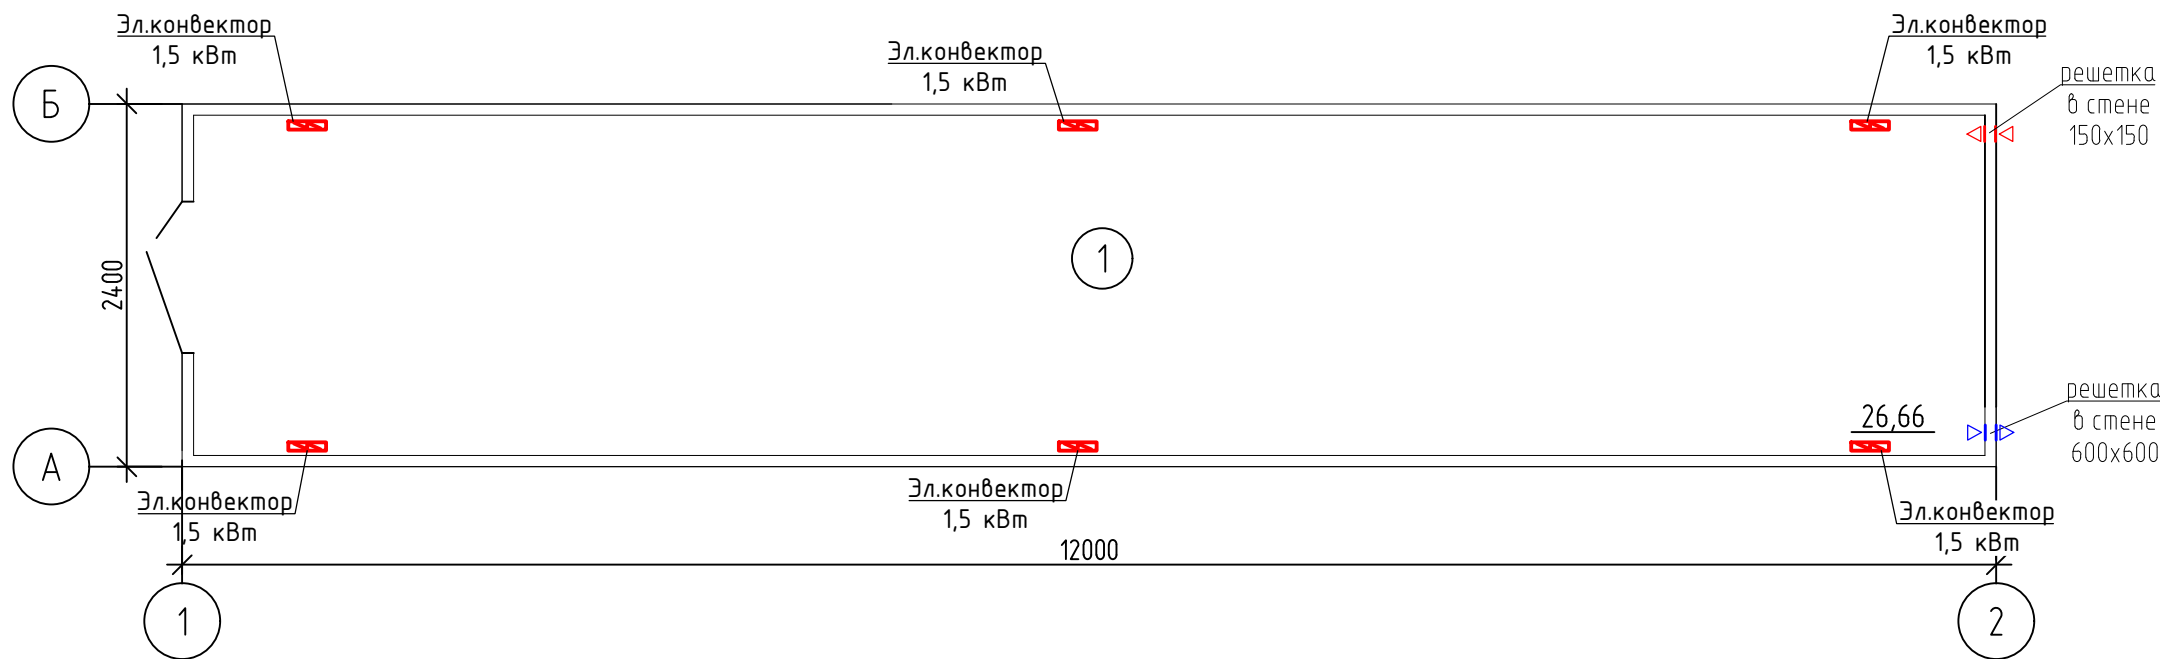 Эл.конвектор
1,5 кВт
Эл.конвектор
1,5 кВт
Эл.конвектор
1,5 кВт
решетка
в стене
150х150
Б
2400
1
А
26,66
решетка
в стене
600х600
Эл.конвектор
1,5 кВт
Эл.конвектор
1,5 кВт
Эл.конвектор
1,5 кВт
12000
1
2